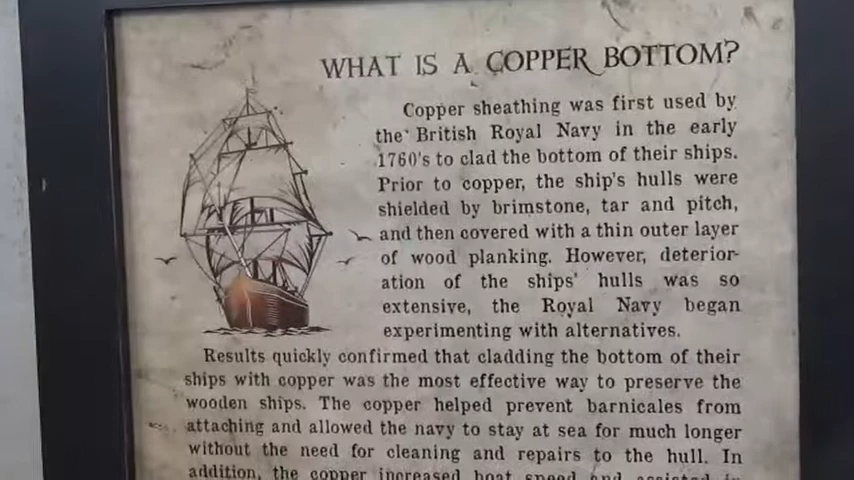 WHAT IS A COPPER BOTTOM?
Copper sheathing was first used by
the British Royal Navy in the early
1760's to clad the bottom of their ships.
Prior to copper, the ship's hulls were
shielded by brimstone, tar and pitch,
and then covered with a thin outer layer
of wood planking. However, deterior-
ation of the ships' hulls was so
extensive, the Royal Navy began
experimenting with alternatives.
Results quickly confirmed that cladding the bottom of their
ships with copper was the most effective way to preserve the
wooden ships. The copper helped prevent barnicales from
attaching and allowed the navy to stay at sea for much longer
without the need for cleaning and repairs to the hull. In
addition, the copper increased boat speed and assisted in